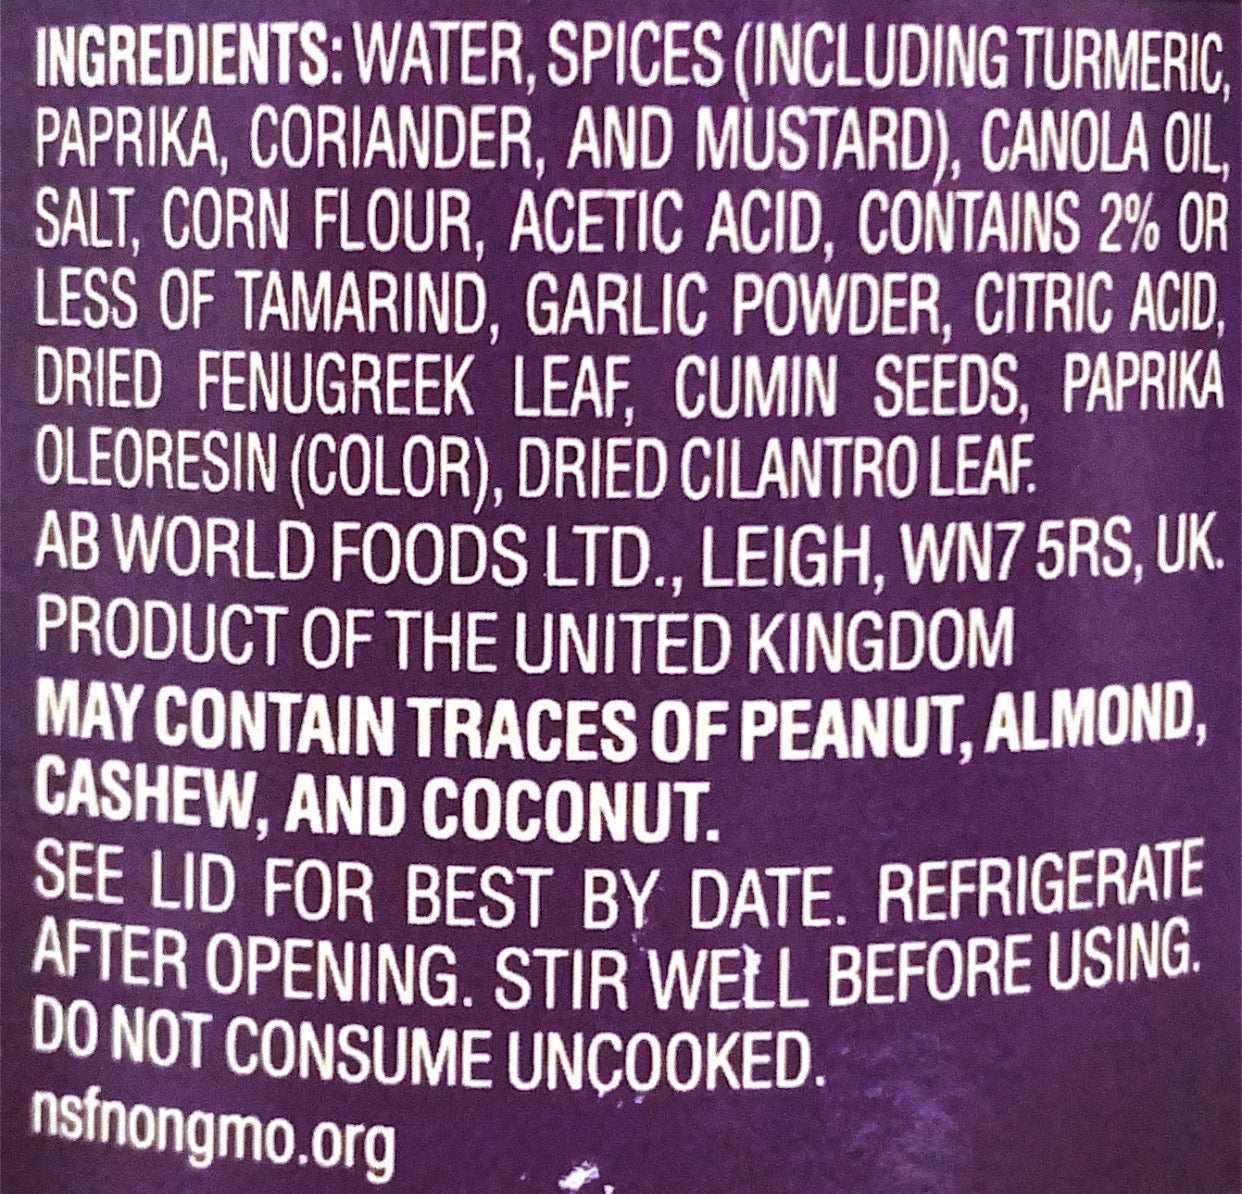 INGREDIENTS: WATER, SPICES (INCLUDING TURMERIC,
PAPRIKA, CORIANDER, AND MUSTARD), CANOLA OIL,
SALT, CORN FLOUR, ACETIC ACID, CONTAINS 2% OR
LESS OF TAMARIND, GARLIC POWDER, CITRIC ACID,
DRIED FENUGREEK LEAF, CUMIN SEEDS, PAPRIKA
OLEORESIN (COLOR), DRIED CILANTRO LEAF.
AB WORLD FOODS LTD., LEIGH, WN7 5RS, UK.
PRODUCT OF THE UNITED KINGDOM
MAY CONTAIN TRACES OF PEANUT, ALMOND,
CASHEW, AND COCONUT.
SEE LID FOR BEST BY DATE. REFRIGERATE
AFTER OPENING. STIR WELL BEFORE USING.
DO NOT CONSUME UNCOOKED.
nsfnongmo.org